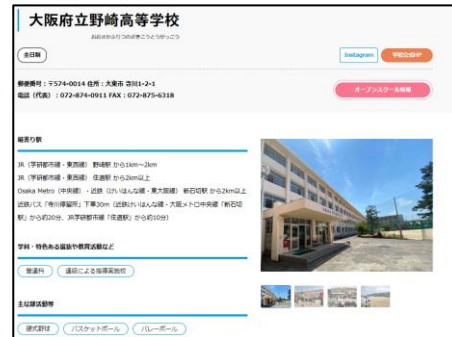 大阪府立野崎高等学校
おおさかふりつのざきこうとうがっこう
全日制
Instagram
学校公式HP
郵便番号：〒574-0014 住所：大東市 寺川1-2-1
電話（代表）：072-874-0911 FAX：072-875-6318
オープンスクール情報
最寄り駅
JR（学研都市線・東西線） 野崎駅 から1km～2km
JR（学研都市線・東西線） 住道駅 から2km以上
Osaka Metro（中央線）・近鉄（けいはんな線・東大阪線） 新石切駅 から2km以上
近鉄バス「寺川停留所」下車30m（近鉄けいはんな線・大阪メトロ中央線「新石切
駅」から約20分、JR学研都市線「住道駅」から約10分）
学科・特色ある選抜や教育活動など
普通科
通級による指導実施校
主な部活動等
硬式野球
バスケットボール
バレーボール